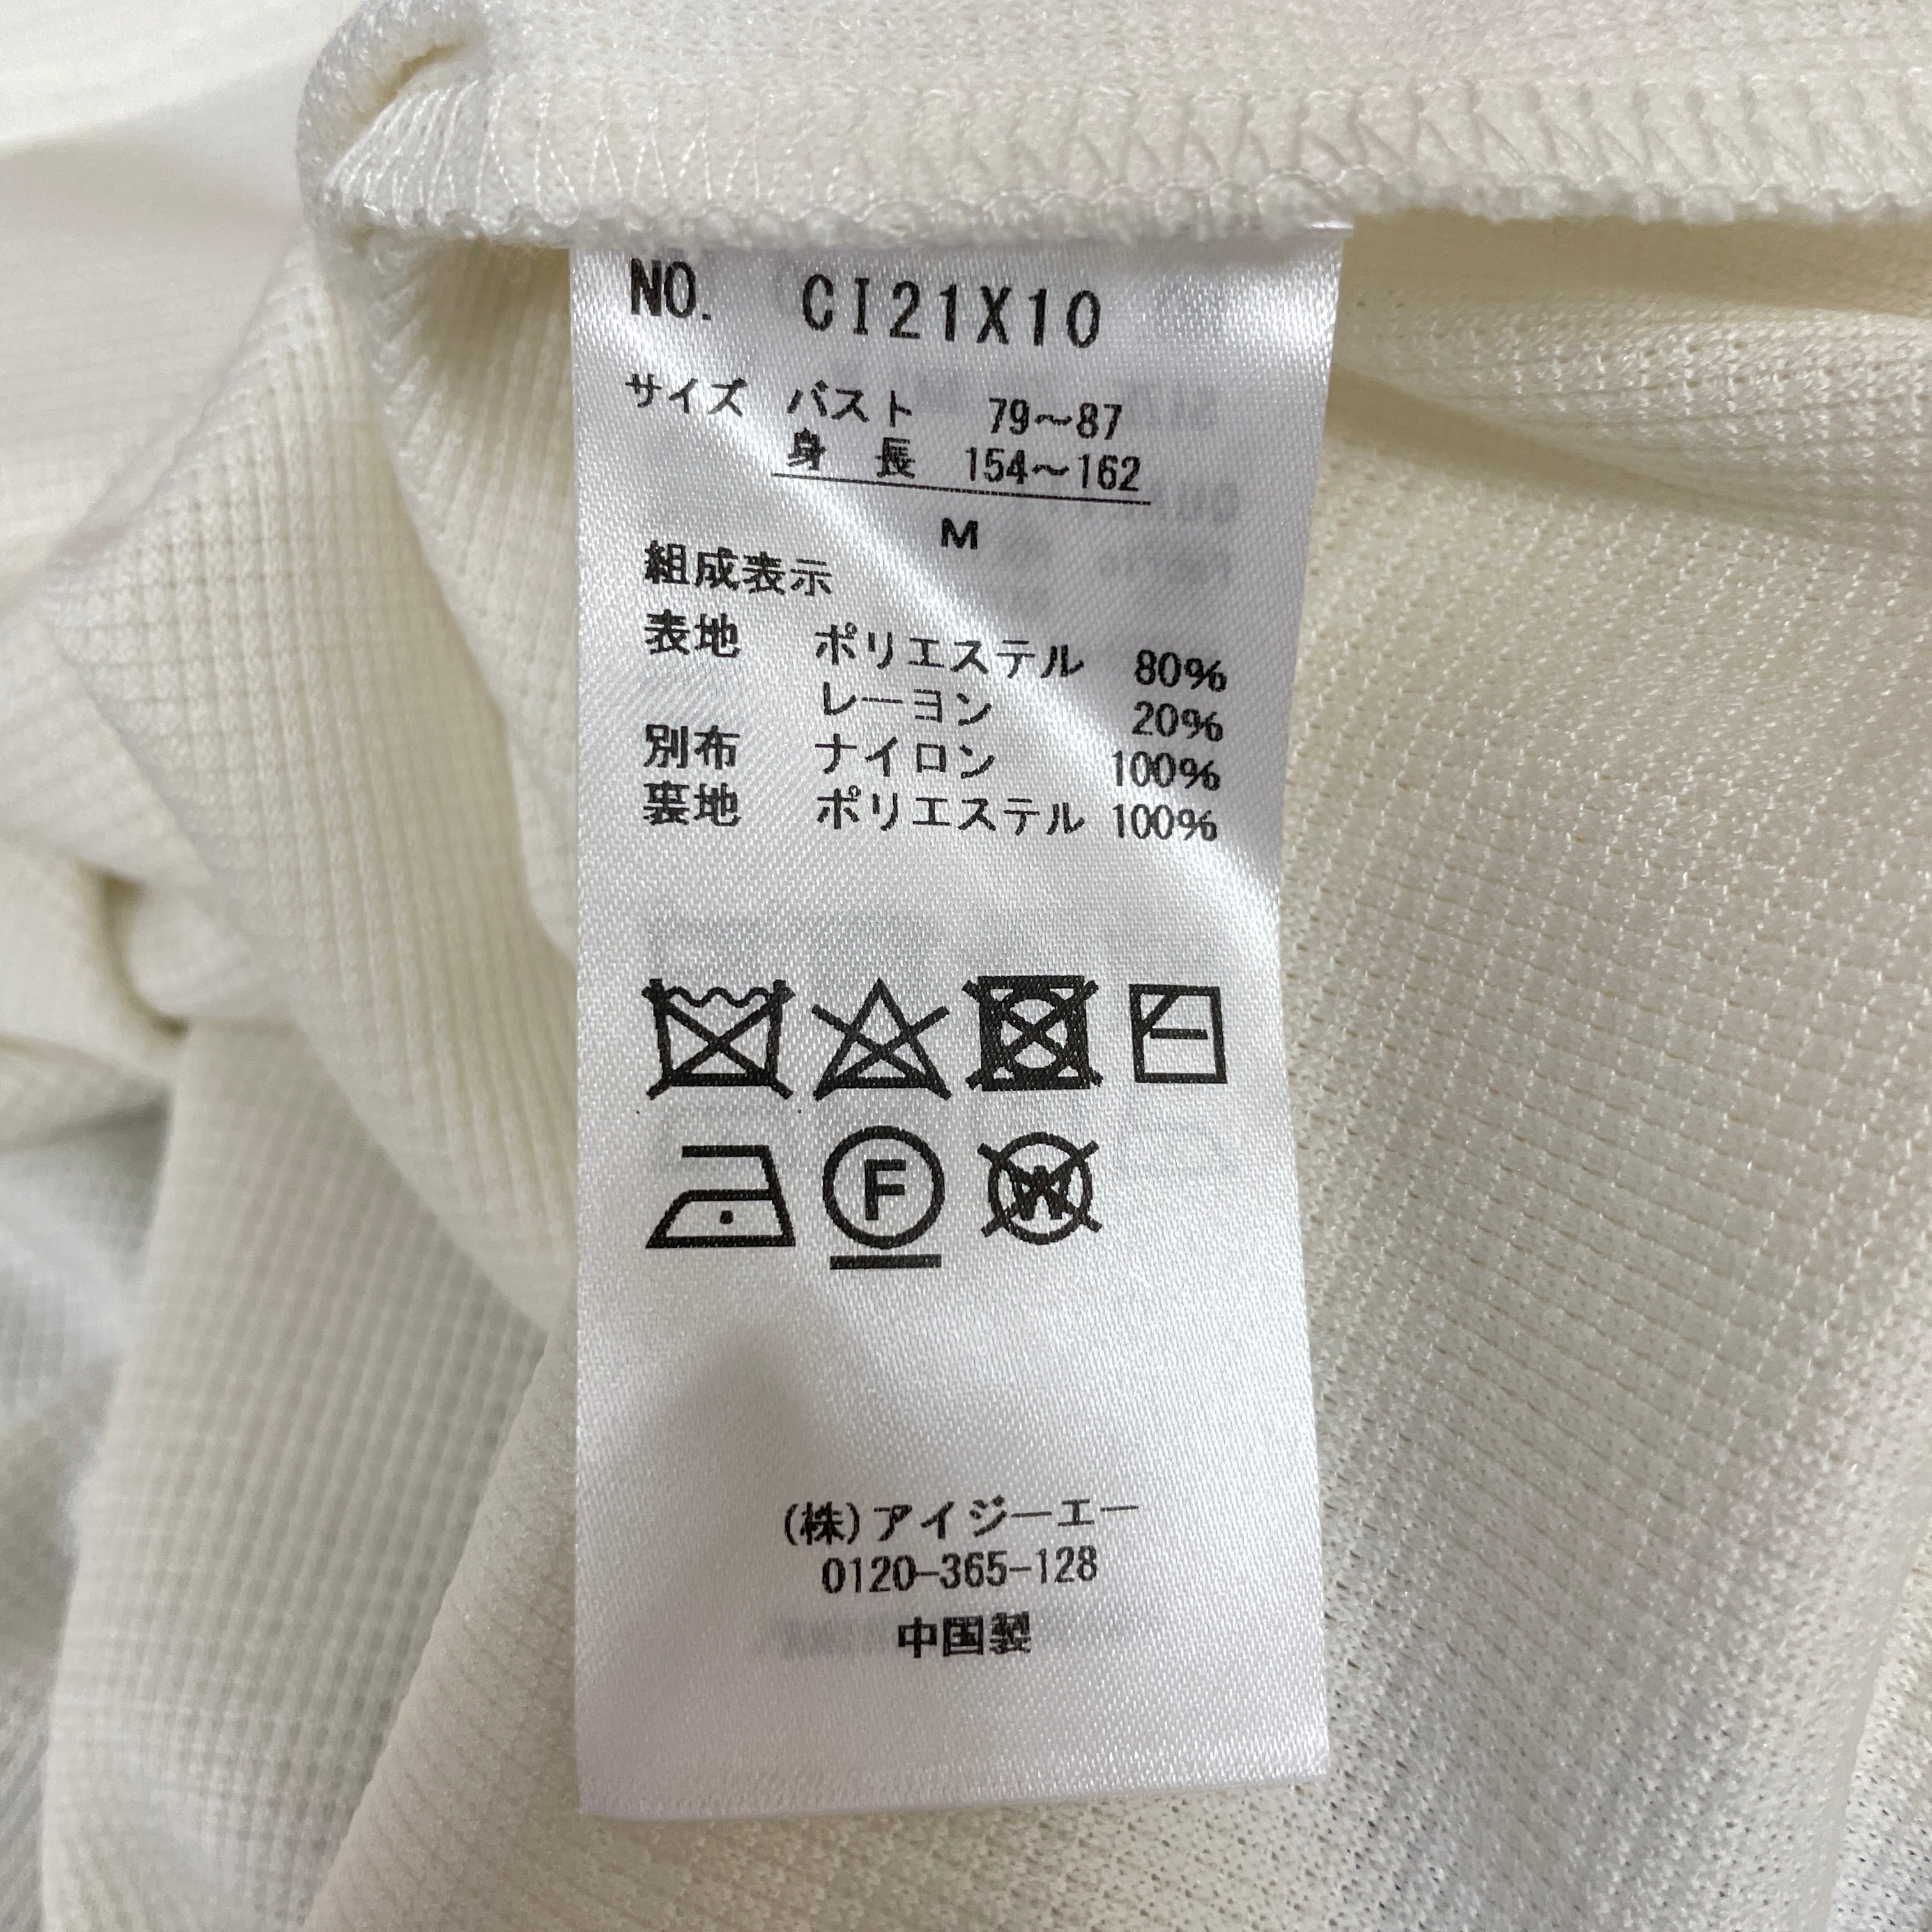 NO. CI21X10
サイズ バスト 79～87
身 長 154～162
M
組成表示
表地 ポリエステル 80%
レーヨン 20%
別布 ナイロン 100%
裏地 ポリエステル 100%
F W
(株)アイジーエー
0120-365-128
中国製